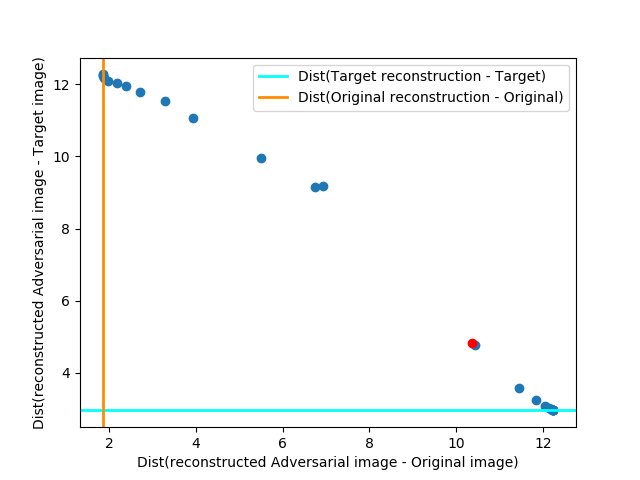 Dist(Target reconstruction - Target)
Dist(Original reconstruction - Original)
12
10
8
6
4
Dist(reconstructed Adversarial image - Target image)
2
4
6
8
10
12
Dist(reconstructed Adversarial image - Original image)